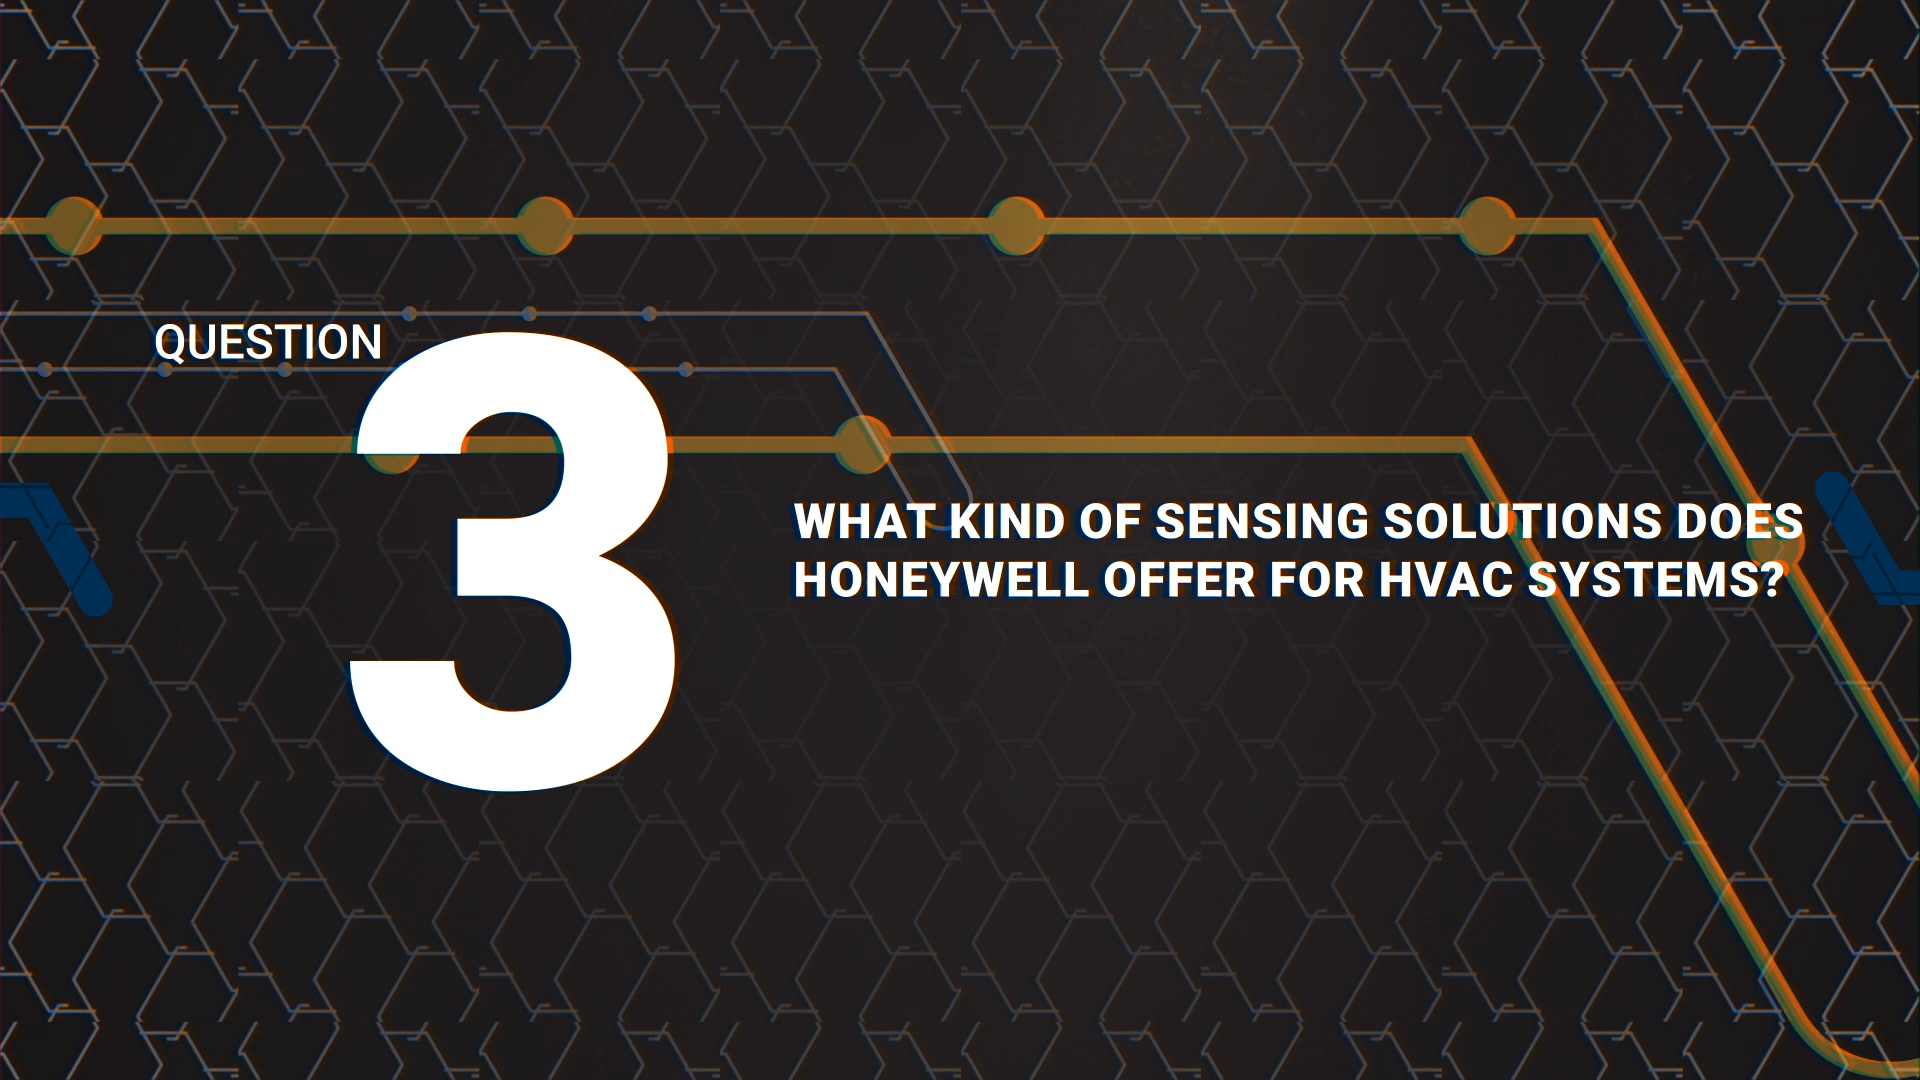 QUESTION
3
WHAT KIND OF SENSING SOLUTIONS DOES
HONEYWELL OFFER FOR HVAC SYSTEMS?